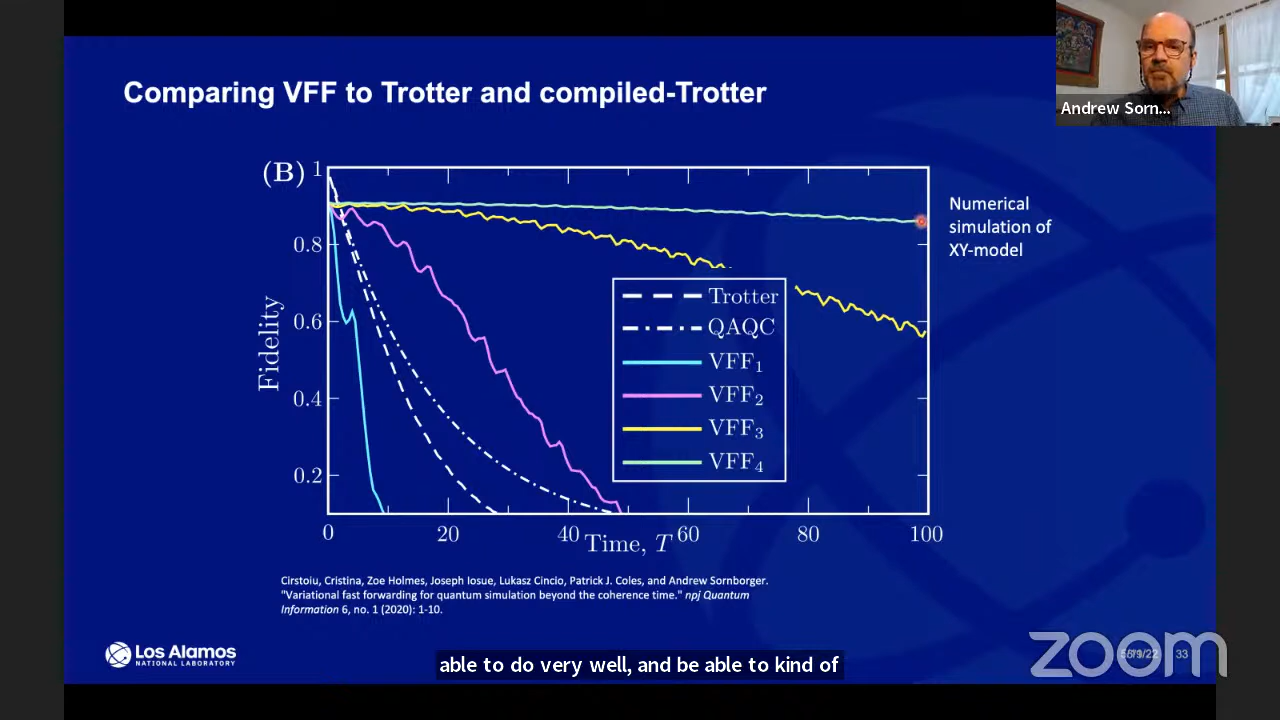 Comparing VFF to Trotter and compiled-Trotter
Andrew Sorn...
(B)
1
0.8
0.6
0.4
0.2
Fidelity
Trotter
QAQC
VFF₁
VFF₂
VFF₃
VFF₄
0 20 40 60 80 100
Time, T
Numerical
simulation of
XY-model
Cirstoiu, Cristina, Zoe Holmes, Joseph Iosue, Lukasz Cincio, Patrick J. Coles, and Andrew Sornborger.
"Variational fast forwarding for quantum simulation beyond the coherence time." npj Quantum
Information 6, no. 1 (2020): 1-10.
Los Alamos
NATIONAL LABORATORY
able to do very well, and be able to kind of
zoom
33